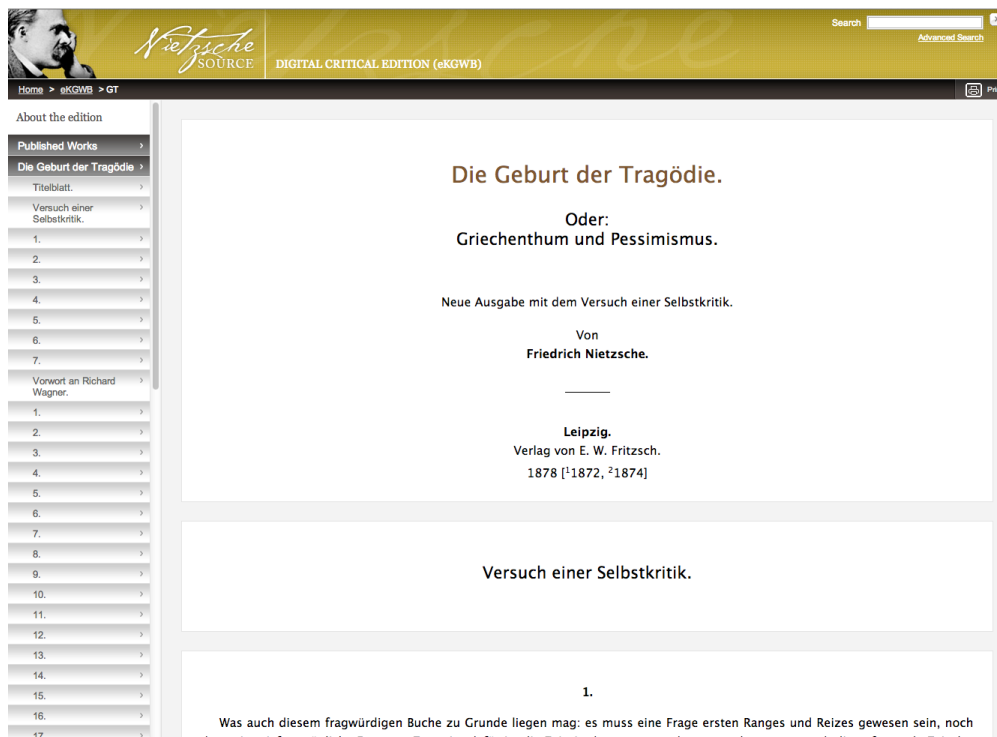 Nietzsche
SOURCE
DIGITAL CRITICAL EDITION (eKGWB)
Search
Advanced Search
Home > eKGWB > GT
About the edition
Published Works
Die Geburt der Tragödie
Titelblatt.
Versuch einer
Selbstkritik.
1.
2.
3.
4.
5.
6.
7.
Vorwort an Richard
Wagner.
1.
2.
3.
4.
5.
6.
7.
8.
9.
10.
11.
12.
13.
14.
15.
16.
17
Die Geburt der Tragödie.
Oder:
Griechenthum und Pessimismus.
Neue Ausgabe mit dem Versuch einer Selbstkritik.
Von
Friedrich Nietzsche.
Leipzig.
Verlag von E. W. Fritzsch.
1878 [¹1872, ²1874]
Versuch einer Selbstkritik.
1.
Was auch diesem fragwürdigen Buche zu Grunde liegen mag: es muss eine Frage ersten Ranges und Reizes gewesen sein, noch